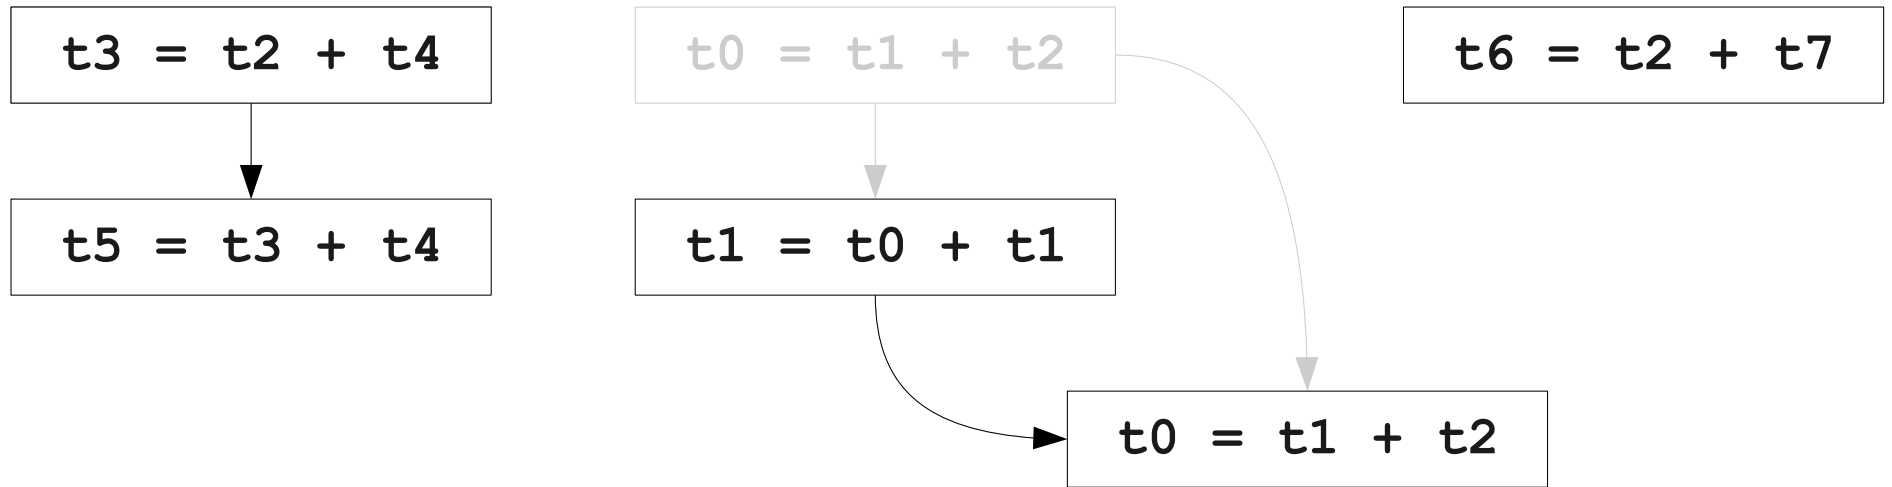 t3 = t2 + t4
t0 = t1 + t2
t6 = t2 + t7
t5 = t3 + t4
t1 = t0 + t1
t0 = t1 + t2